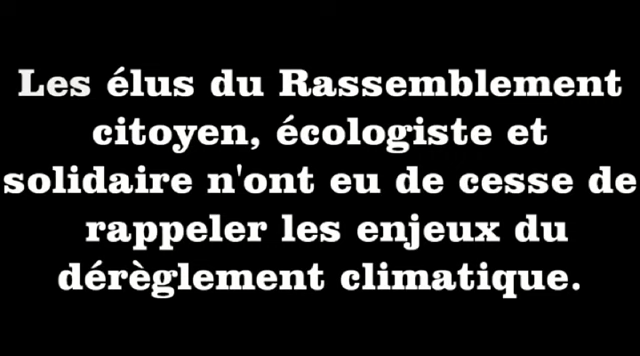 Les élus du Rassemblement
citoyen, écologiste et
solidaire n'ont eu de cesse de
rappeler les enjeux du
dérèglement climatique.